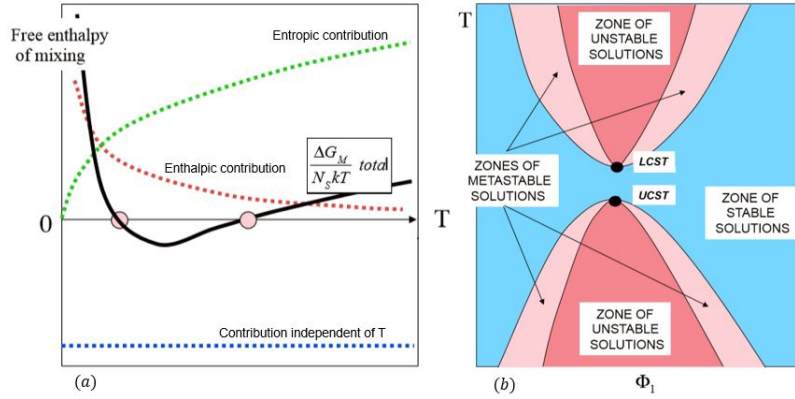 Free enthalpy
of mixing
Entropic contribution
Enthalpic contribution
ΔG_M / N_S kT total
0
T
Contribution independent of T
(a)
T
ZONE OF
UNSTABLE
SOLUTIONS
LCST
ZONES OF
METASTABLE
SOLUTIONS
UCST
ZONE OF
STABLE
SOLUTIONS
ZONE OF
UNSTABLE
SOLUTIONS
(b)
Φ₁